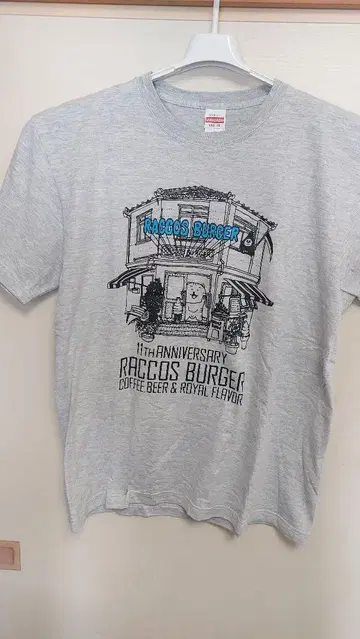 RACCOS BURGER
11TH ANNIVERSARY
RACCOS BURGER
COFFEE BEER & ROYAL FLAVOR